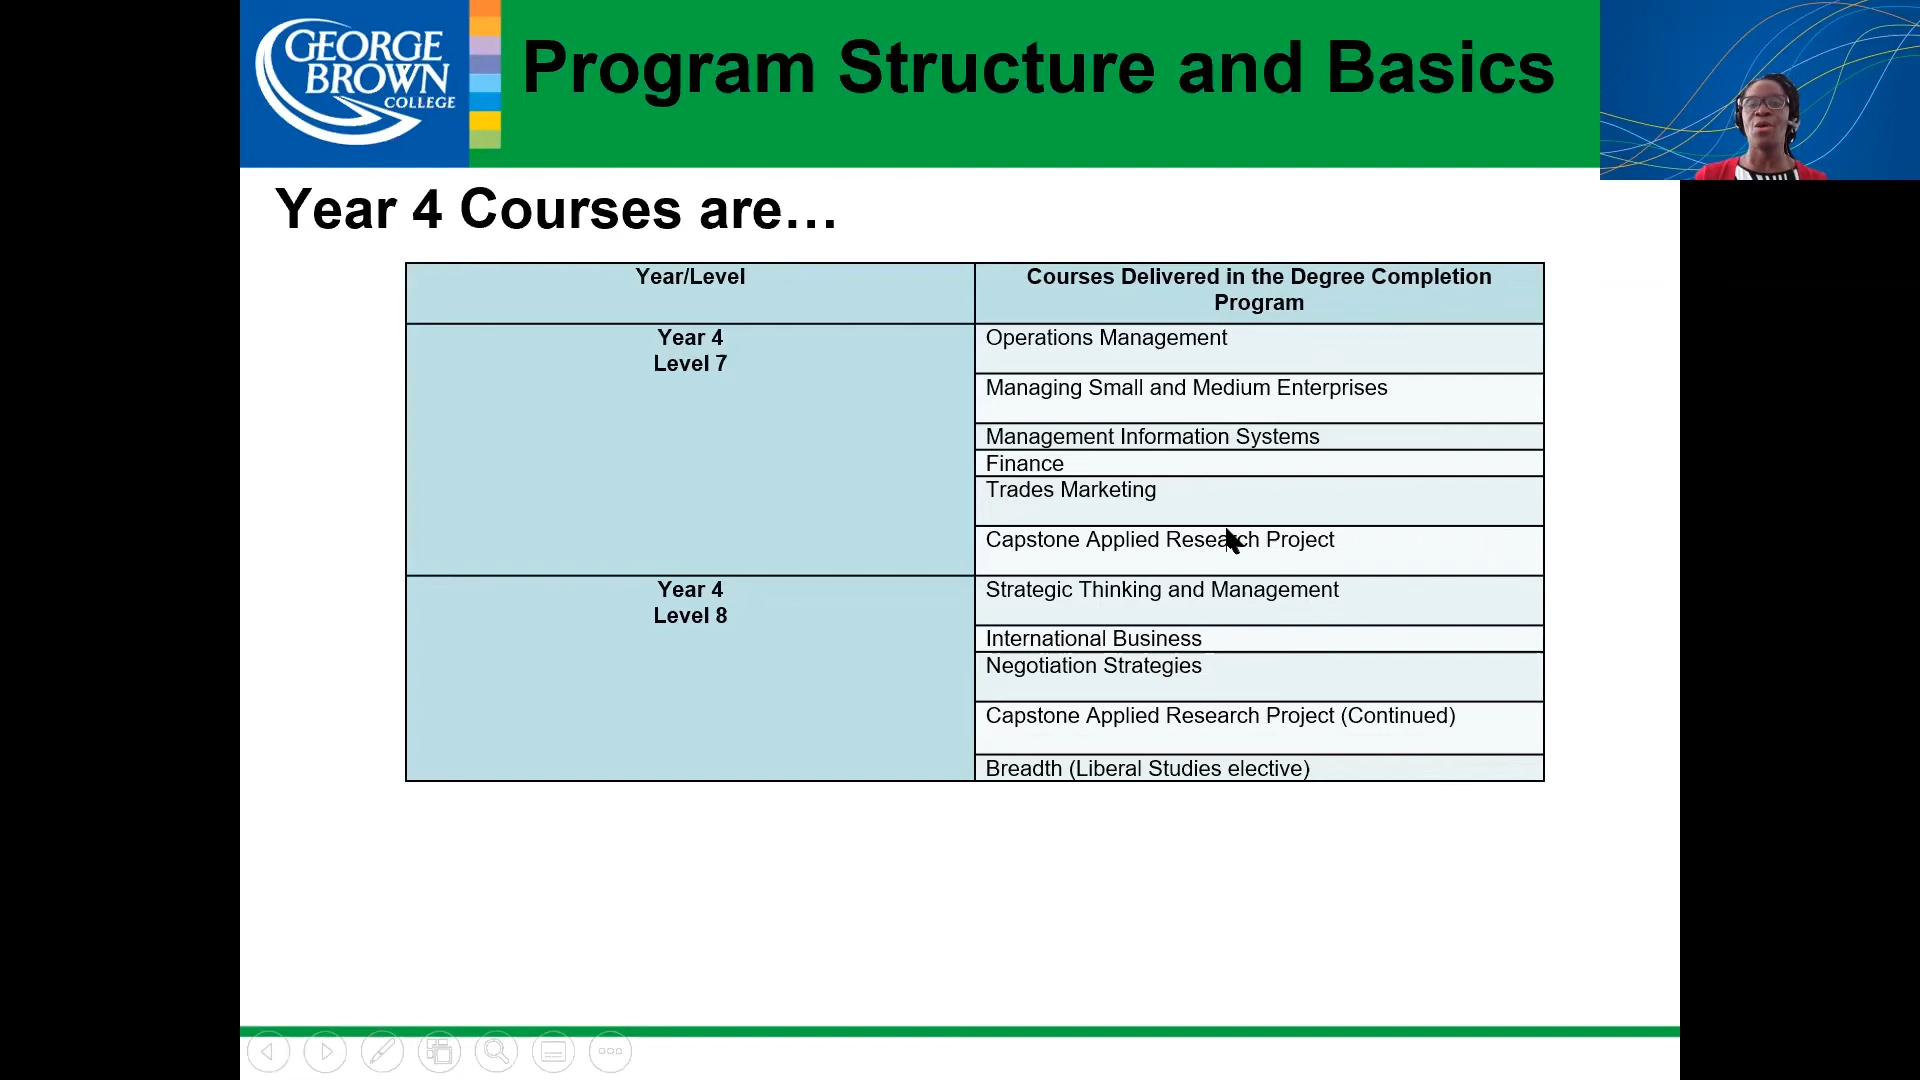 GEORGE
BROWN
COLLEGE
Program Structure and Basics
Year 4 Courses are…
Year/Level
Courses Delivered in the Degree Completion
Program
Year 4
Level 7
Operations Management
Managing Small and Medium Enterprises
Management Information Systems
Finance
Trades Marketing
Capstone Applied Research Project
Year 4
Level 8
Strategic Thinking and Management
International Business
Negotiation Strategies
Capstone Applied Research Project (Continued)
Breadth (Liberal Studies elective)